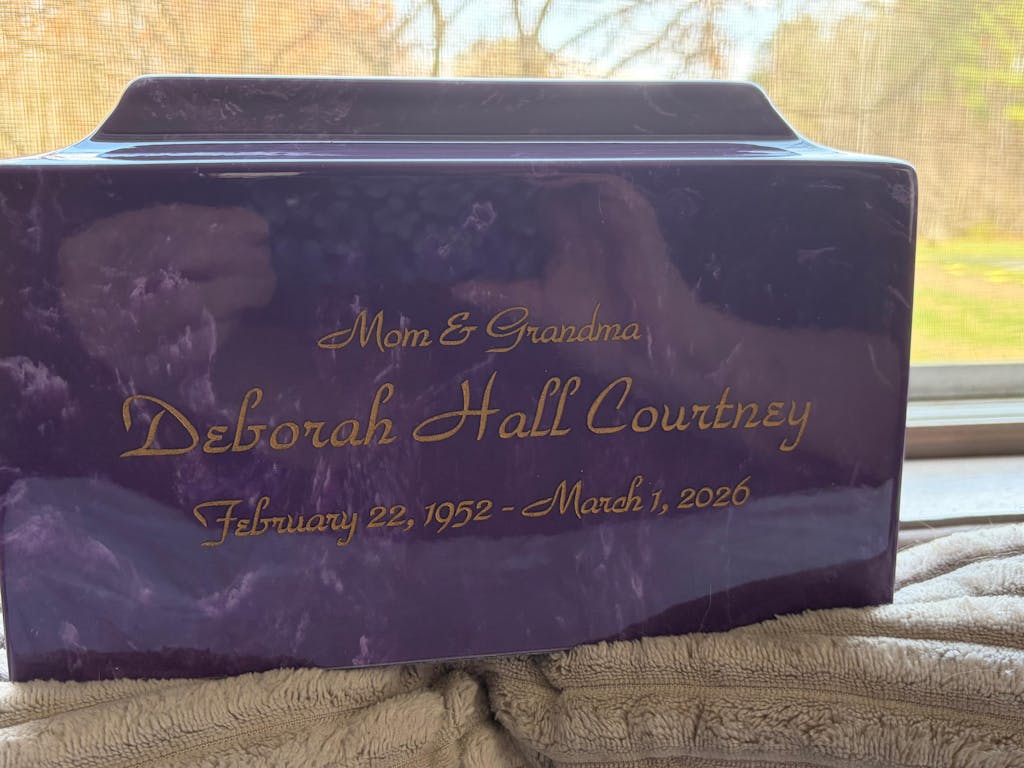 Mom & Grandma
Deborah Hall Courtney
February 22, 1952 - March 1, 2026